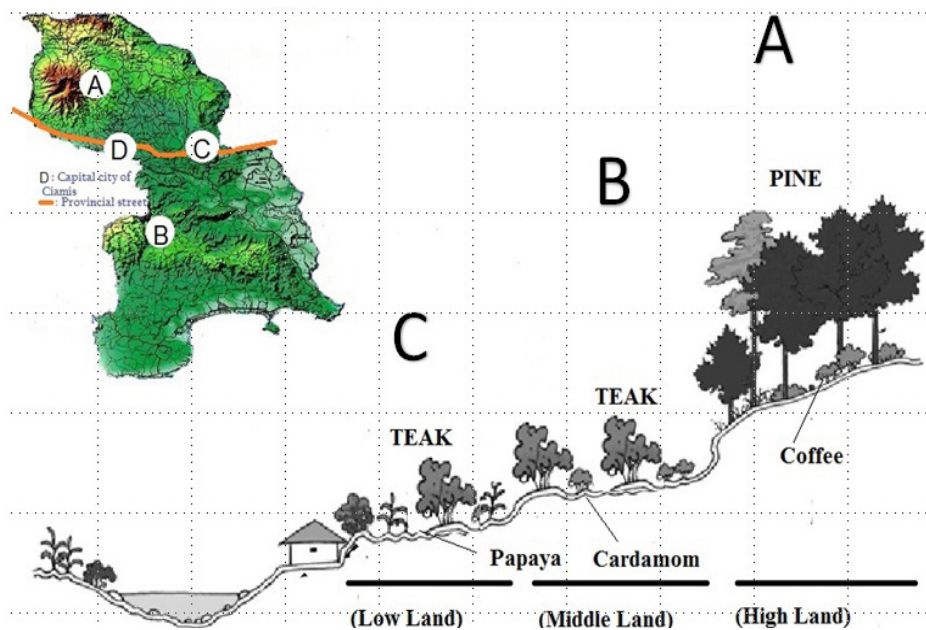 A
A
D
C
D : Capital city of
Ciamis
: Provincial street
B
B
PINE
C
TEAK
TEAK
Coffee
Papaya
Cardamom
(Low Land)
(Middle Land)
(High Land)